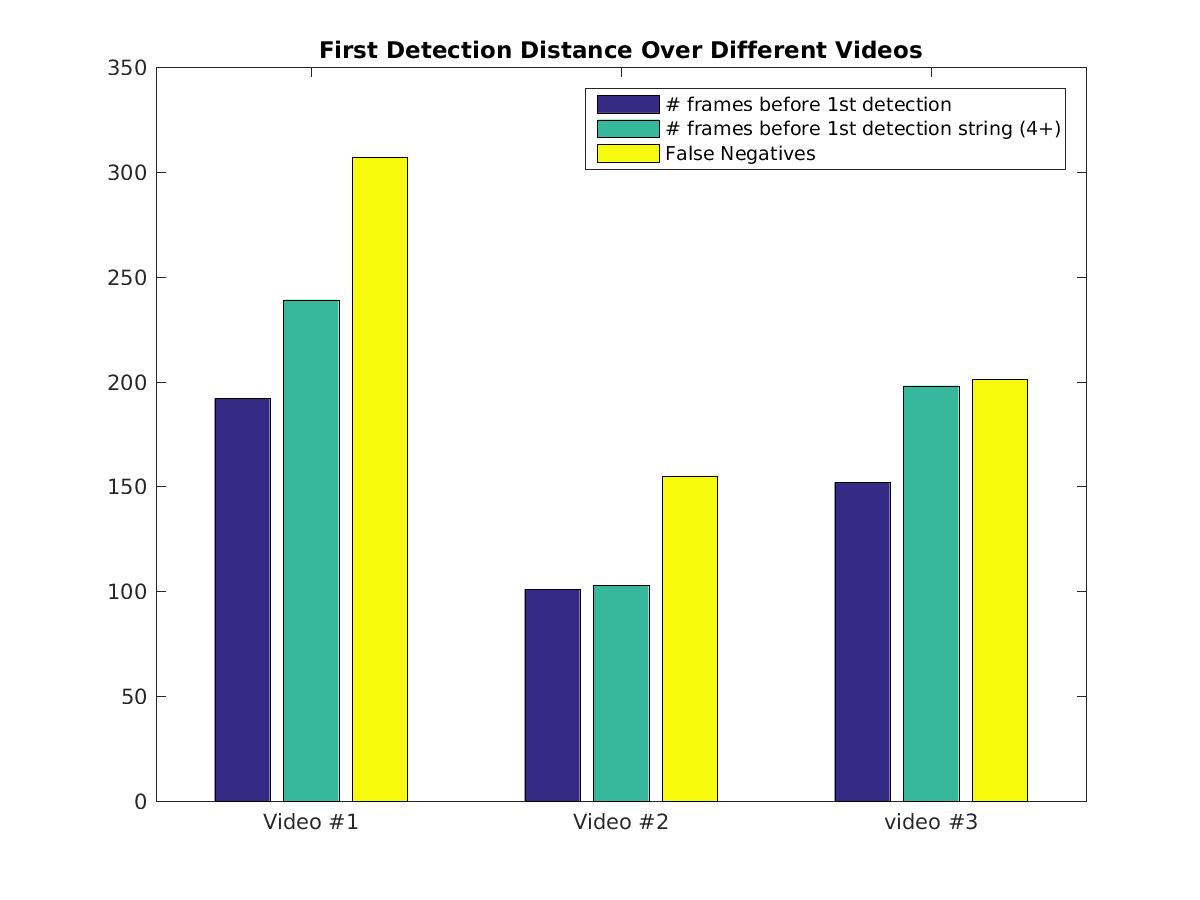 First Detection Distance Over Different Videos
350
300
250
200
150
100
50
0
# frames before 1st detection
# frames before 1st detection string (4+)
False Negatives
Video #1
Video #2
video #3